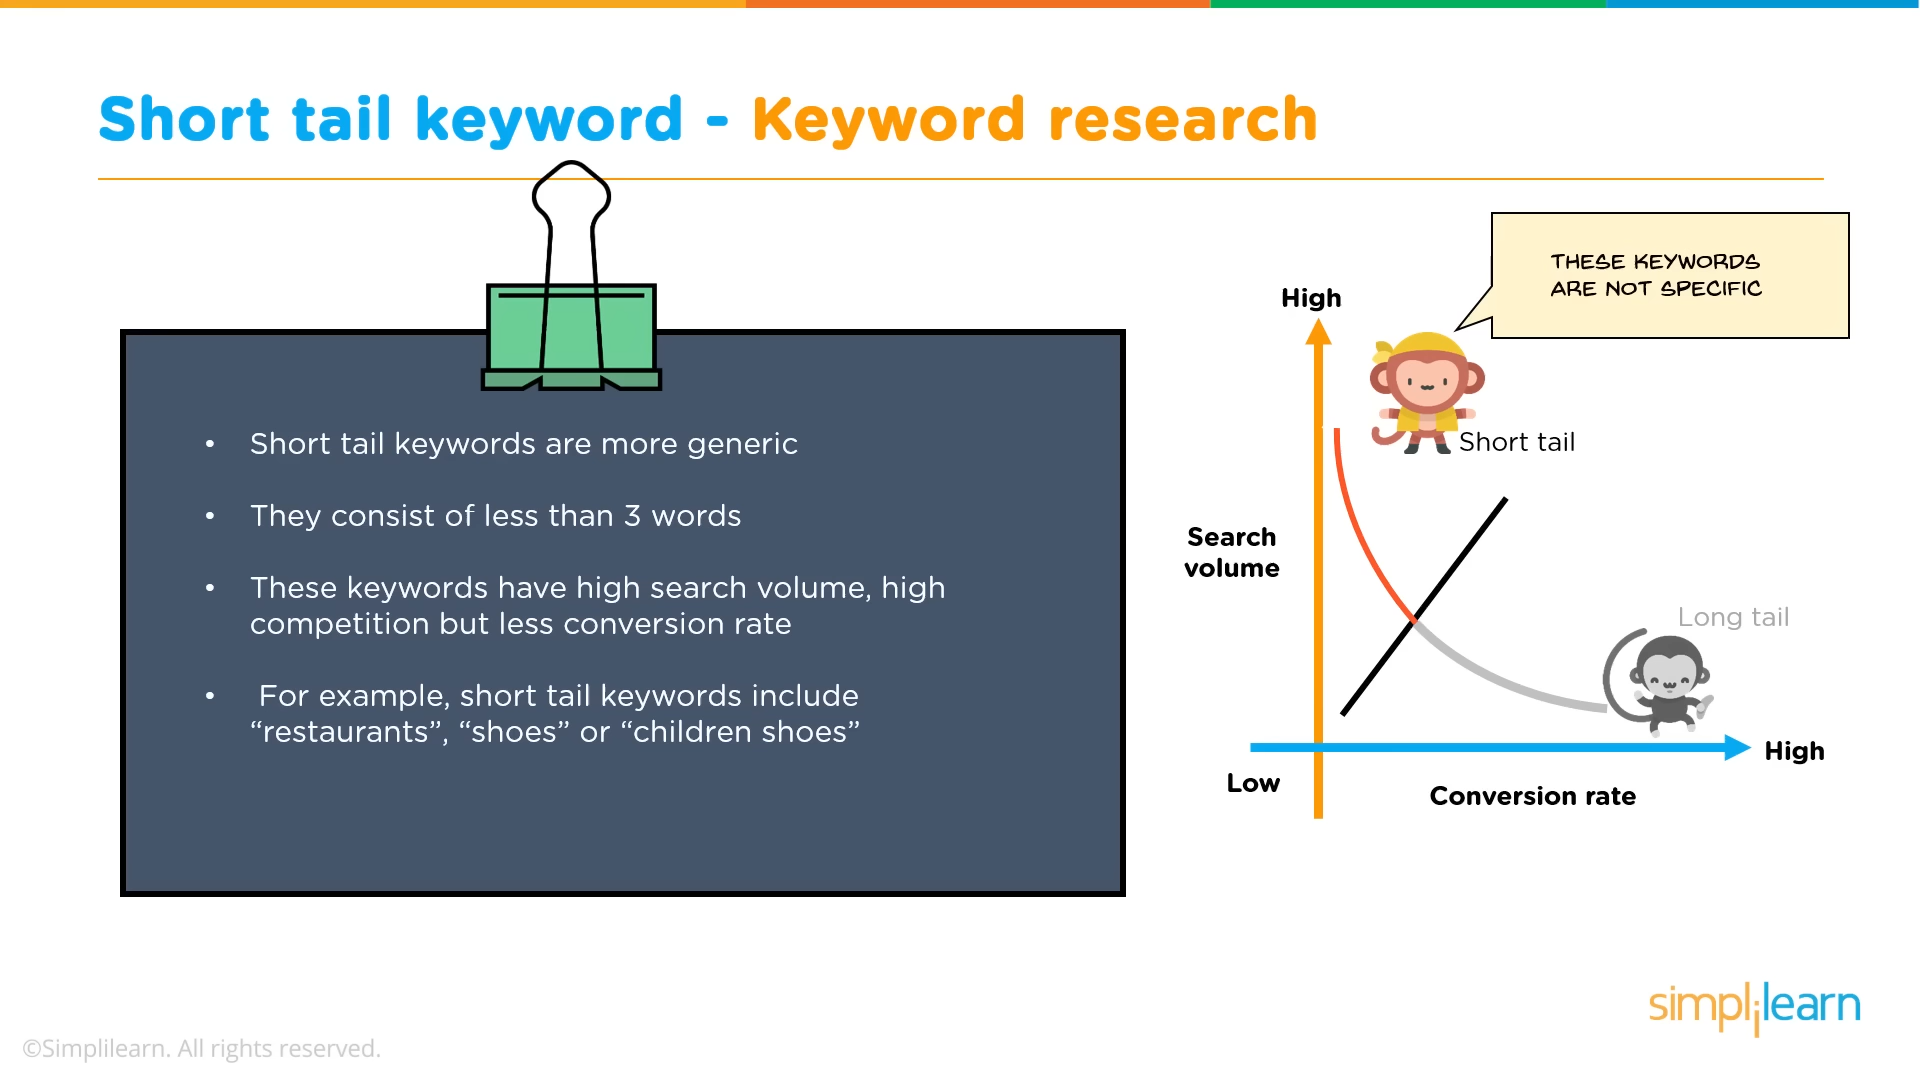 Short tail keyword - Keyword research
THESE KEYWORDS
ARE NOT SPECIFIC
High
Short tail
• Short tail keywords are more generic
• They consist of less than 3 words
• These keywords have high search volume, high
competition but less conversion rate
• For example, short tail keywords include
“restaurants”, “shoes” or “children shoes”
Search
volume
Long tail
High
Low
Conversion rate
simplilearn
©Simplilearn. All rights reserved.